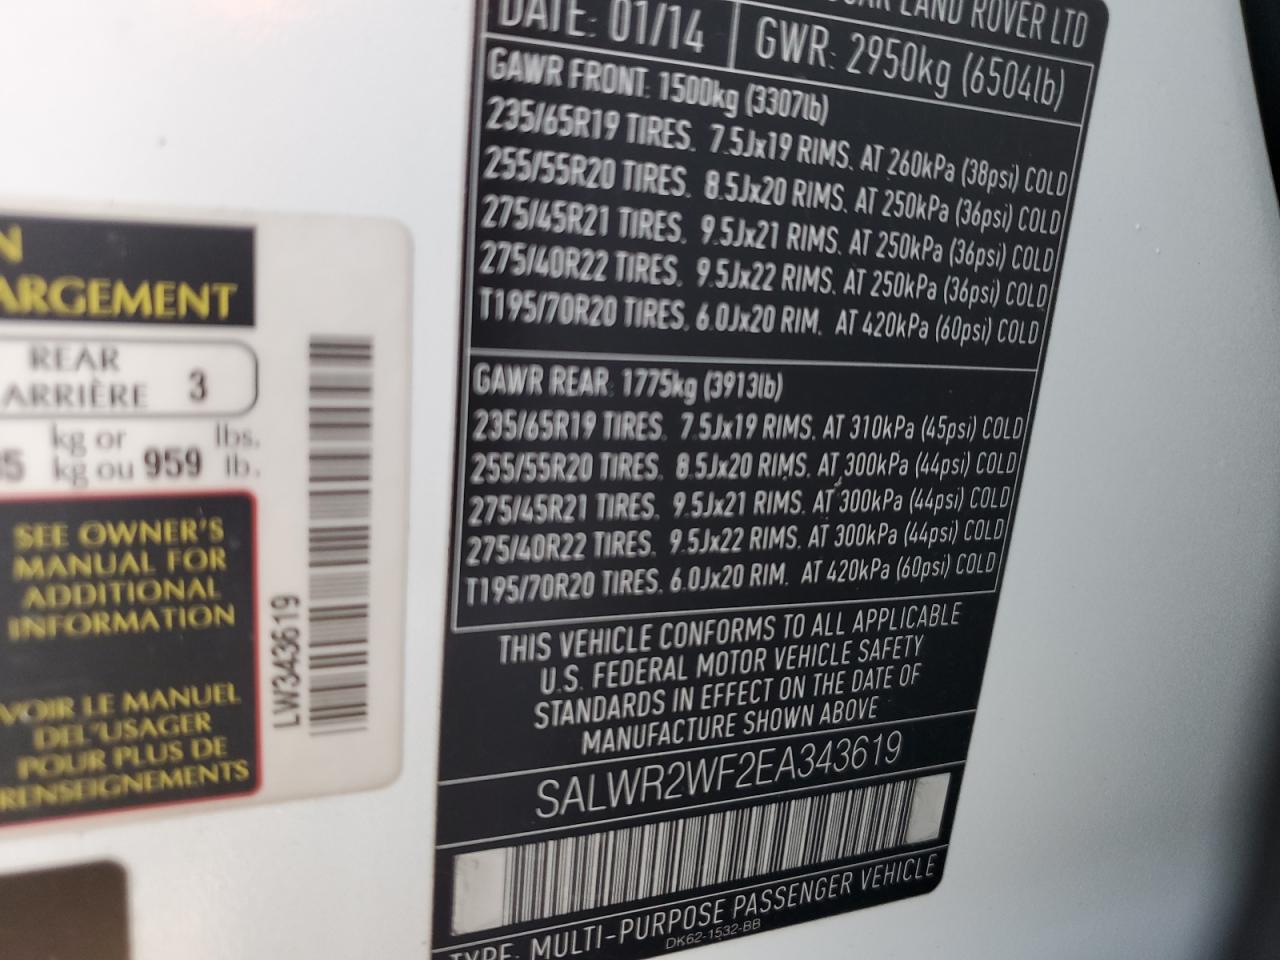 N
ARGEMENT
REAR
ARRIÈRE 3
kg or lbs.
kg ou 959 lb.
SEE OWNER'S
MANUAL FOR
ADDITIONAL
INFORMATION
VOIR LE MANUEL
DEL'USAGER
POUR PLUS DE
RENSEIGNEMENTS
LW343619
LAND ROVER LTD
DATE: 01/14 GWR: 2950kg (6504lb)
GAWR FRONT: 1500kg (3307lb)
235/65R19 TIRES. 7.5Jx19 RIMS. AT 260kPa (38psi) COLD
255/55R20 TIRES. 8.5Jx20 RIMS. AT 250kPa (36psi) COLD
275/45R21 TIRES. 9.5Jx21 RIMS. AT 250kPa (36psi) COLD
275/40R22 TIRES. 9.5Jx22 RIMS. AT 250kPa (36psi) COLD
T195/70R20 TIRES. 6.0Jx20 RIM. AT 420kPa (60psi) COLD
GAWR REAR: 1775kg (3913lb)
235/65R19 TIRES. 7.5Jx19 RIMS. AT 310kPa (45psi) COLD
255/55R20 TIRES. 8.5Jx20 RIMS. AT 300kPa (44psi) COLD
275/45R21 TIRES. 9.5Jx21 RIMS. AT 300kPa (44psi) COLD
275/40R22 TIRES. 9.5Jx22 RIMS. AT 300kPa (44psi) COLD
T195/70R20 TIRES. 6.0Jx20 RIM. AT 420kPa (60psi) COLD
THIS VEHICLE CONFORMS TO ALL APPLICABLE
U.S. FEDERAL MOTOR VEHICLE SAFETY
STANDARDS IN EFFECT ON THE DATE OF
MANUFACTURE SHOWN ABOVE
SALWR2WF2EA343619
TYPE: MULTI-PURPOSE PASSENGER VEHICLE
DK62-1532-BB